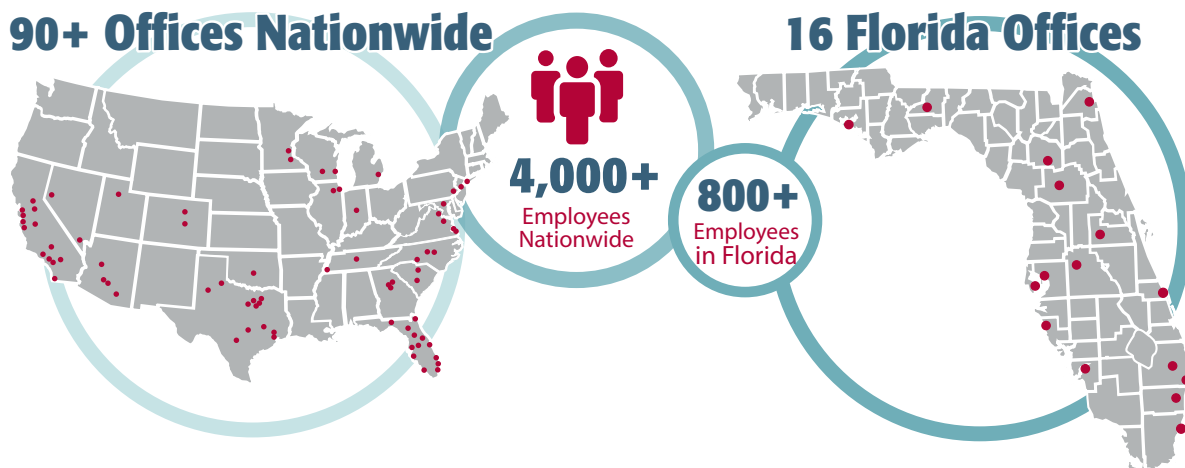 90+ Offices Nationwide
4,000+
Employees
Nationwide
800+
Employees
in Florida
16 Florida Offices